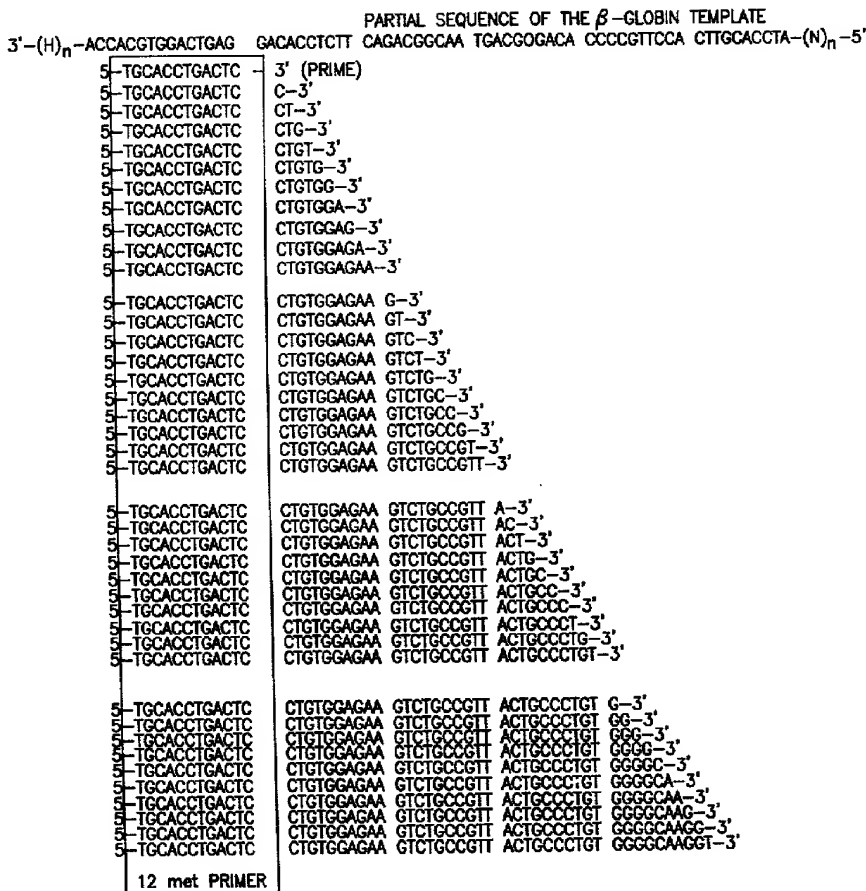 PARTIAL SEQUENCE OF THE β-GLOBIN TEMPLATE
3'-(H)n-ACCACGTGGACTGAG GACACCTCTT CAGACGGCAA TGACGGGACA CCCCGTTCCA CTTGCACCTA-(N)n-5'
5-TGCACCTGACTC - 3' (PRIME)
5-TGCACCTGACTC C-3'
5-TGCACCTGACTC CT-3'
5-TGCACCTGACTC CTG-3'
5-TGCACCTGACTC CTGT-3'
5-TGCACCTGACTC CTGTG-3'
5-TGCACCTGACTC CTGTGG-3'
5-TGCACCTGACTC CTGTGGA-3'
5-TGCACCTGACTC CTGTGGAG-3'
5-TGCACCTGACTC CTGTGGAGA-3'
5-TGCACCTGACTC CTGTGGAGAA-3'
5-TGCACCTGACTC CTGTGGAGAA G-3'
5-TGCACCTGACTC CTGTGGAGAA GT-3'
5-TGCACCTGACTC CTGTGGAGAA GTC-3'
5-TGCACCTGACTC CTGTGGAGAA GTCT-3'
5-TGCACCTGACTC CTGTGGAGAA GTCTG-3'
5-TGCACCTGACTC CTGTGGAGAA GTCTGC-3'
5-TGCACCTGACTC CTGTGGAGAA GTCTGCC-3'
5-TGCACCTGACTC CTGTGGAGAA GTCTGCCG-3'
5-TGCACCTGACTC CTGTGGAGAA GTCTGCCGT-3'
5-TGCACCTGACTC CTGTGGAGAA GTCTGCCGTT-3'
5-TGCACCTGACTC CTGTGGAGAA GTCTGCCGTT A-3'
5-TGCACCTGACTC CTGTGGAGAA GTCTGCCGTT AC-3'
5-TGCACCTGACTC CTGTGGAGAA GTCTGCCGTT ACT-3'
5-TGCACCTGACTC CTGTGGAGAA GTCTGCCGTT ACTG-3'
5-TGCACCTGACTC CTGTGGAGAA GTCTGCCGTT ACTGC-3'
5-TGCACCTGACTC CTGTGGAGAA GTCTGCCGTT ACTGCC-3'
5-TGCACCTGACTC CTGTGGAGAA GTCTGCCGTT ACTGCCC-3'
5-TGCACCTGACTC CTGTGGAGAA GTCTGCCGTT ACTGCCCT-3'
5-TGCACCTGACTC CTGTGGAGAA GTCTGCCGTT ACTGCCCTG-3'
5-TGCACCTGACTC CTGTGGAGAA GTCTGCCGTT ACTGCCCTGT-3'
5-TGCACCTGACTC CTGTGGAGAA GTCTGCCGTT ACTGCCCTGT G-3'
5-TGCACCTGACTC CTGTGGAGAA GTCTGCCGTT ACTGCCCTGT GG-3'
5-TGCACCTGACTC CTGTGGAGAA GTCTGCCGTT ACTGCCCTGT GGG-3'
5-TGCACCTGACTC CTGTGGAGAA GTCTGCCGTT ACTGCCCTGT GGGG-3'
5-TGCACCTGACTC CTGTGGAGAA GTCTGCCGTT ACTGCCCTGT GGGGC-3'
5-TGCACCTGACTC CTGTGGAGAA GTCTGCCGTT ACTGCCCTGT GGGGCA-3'
5-TGCACCTGACTC CTGTGGAGAA GTCTGCCGTT ACTGCCCTGT GGGGCAA-3'
5-TGCACCTGACTC CTGTGGAGAA GTCTGCCGTT ACTGCCCTGT GGGGCAAG-3'
5-TGCACCTGACTC CTGTGGAGAA GTCTGCCGTT ACTGCCCTGT GGGGCAAGG-3'
5-TGCACCTGACTC CTGTGGAGAA GTCTGCCGTT ACTGCCCTGT GGGGCAAGGT-3'
12 met PRIMER